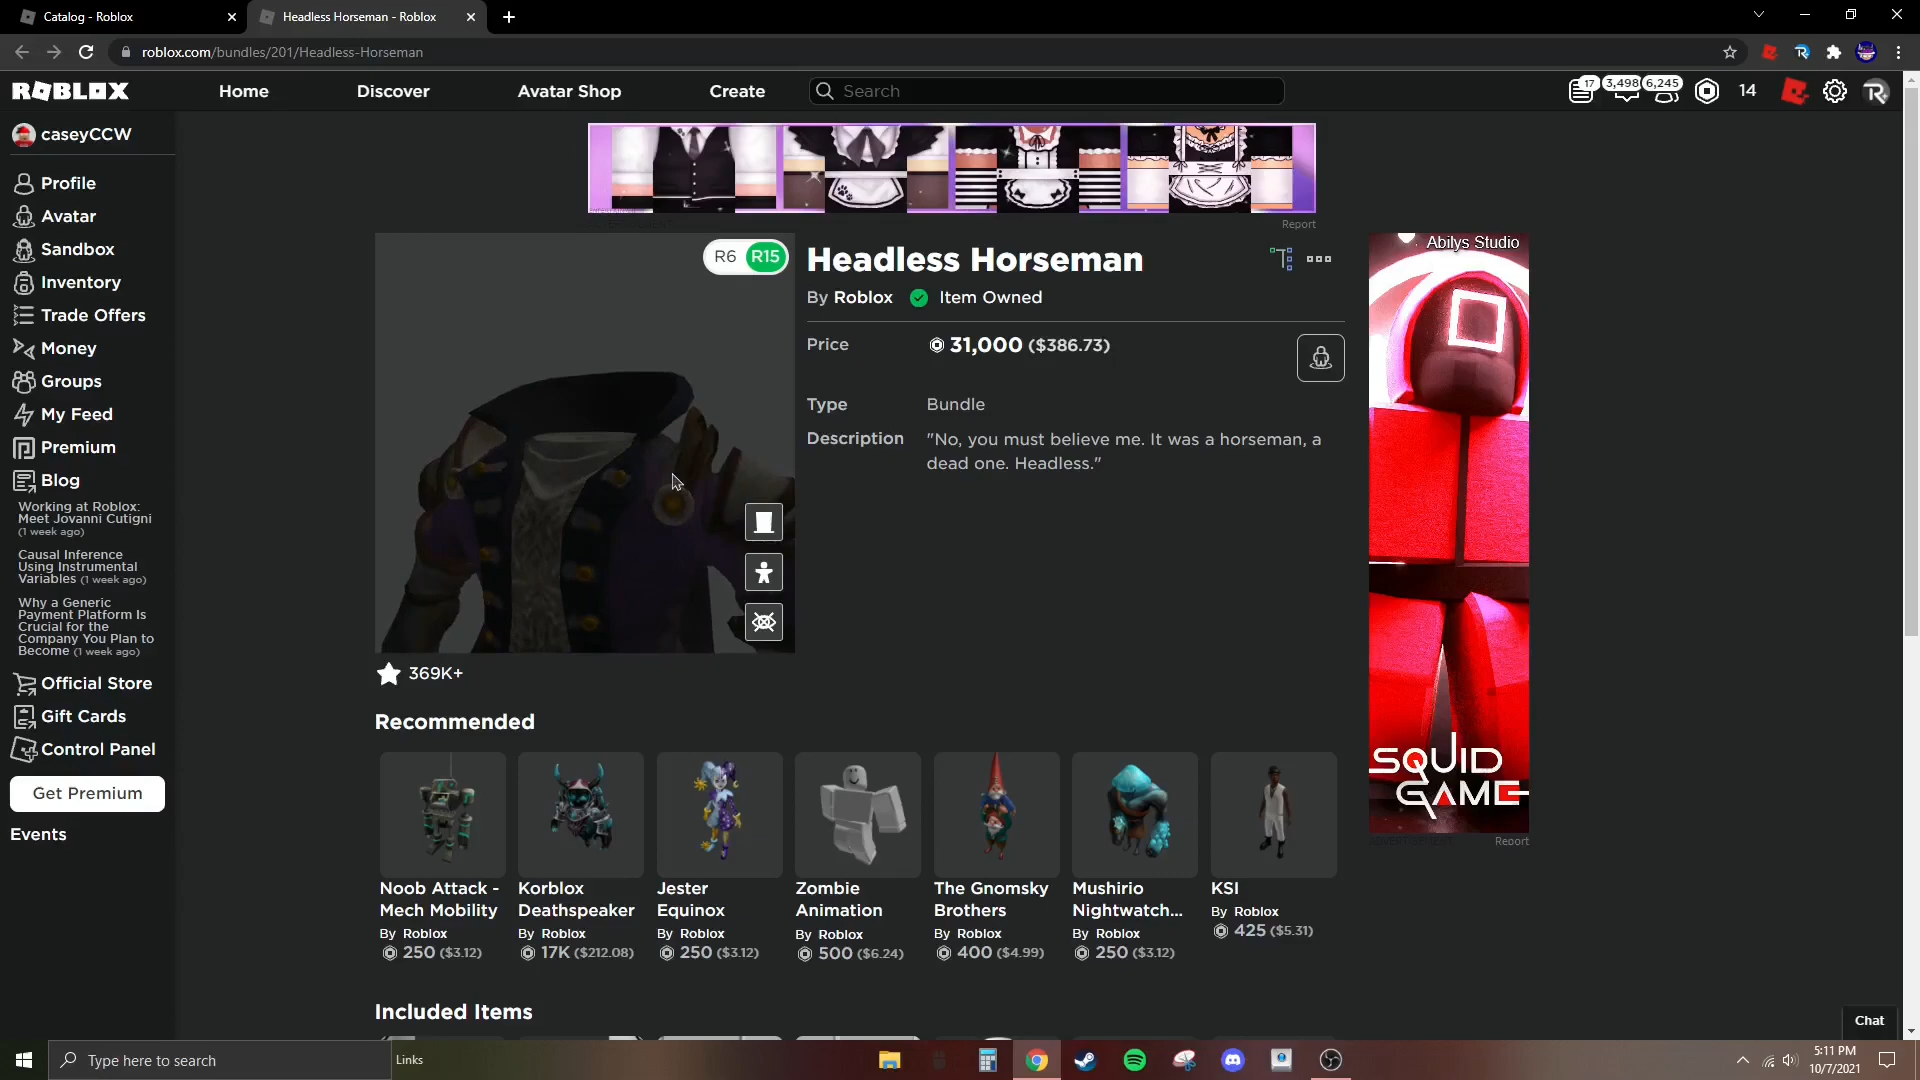 Catalog - Roblox
Headless Horseman - Roblox
roblox.com/bundles/201/Headless-Horseman
ROBLOX
Home
Discover
Avatar Shop
Create
Search
17
3,498
6,245
14
caseyCCW
Profile
Avatar
Sandbox
Inventory
Trade Offers
Money
Groups
My Feed
Premium
Blog
Working at Roblox:
Meet Jovanni Cutigni
(1 week ago)
Causal Inference
Using Instrumental
Variables (1 week ago)
Why a Generic
Payment Platform Is
Crucial for the
Company You Plan to
Become (1 week ago)
Official Store
Gift Cards
Control Panel
Get Premium
Events
Report
R6 R15
Headless Horseman
By Roblox Item Owned
Price 31,000 ($386.73)
Type Bundle
Description "No, you must believe me. It was a horseman, a
dead one. Headless."
369K+
Abilys Studio
SQUID
GAME
Report
Recommended
Noob Attack -
Mech Mobility
By Roblox
250 ($3.12)
Korblox
Deathspeaker
By Roblox
17K ($212.08)
Jester
Equinox
By Roblox
250 ($3.12)
Zombie
Animation
By Roblox
500 ($6.24)
The Gnomsky
Brothers
By Roblox
400 ($4.99)
Mushirio
Nightwatch...
By Roblox
250 ($3.12)
KSI
By Roblox
425 ($5.31)
Included Items
Chat
Type here to search
Links
5:11 PM
10/7/2021